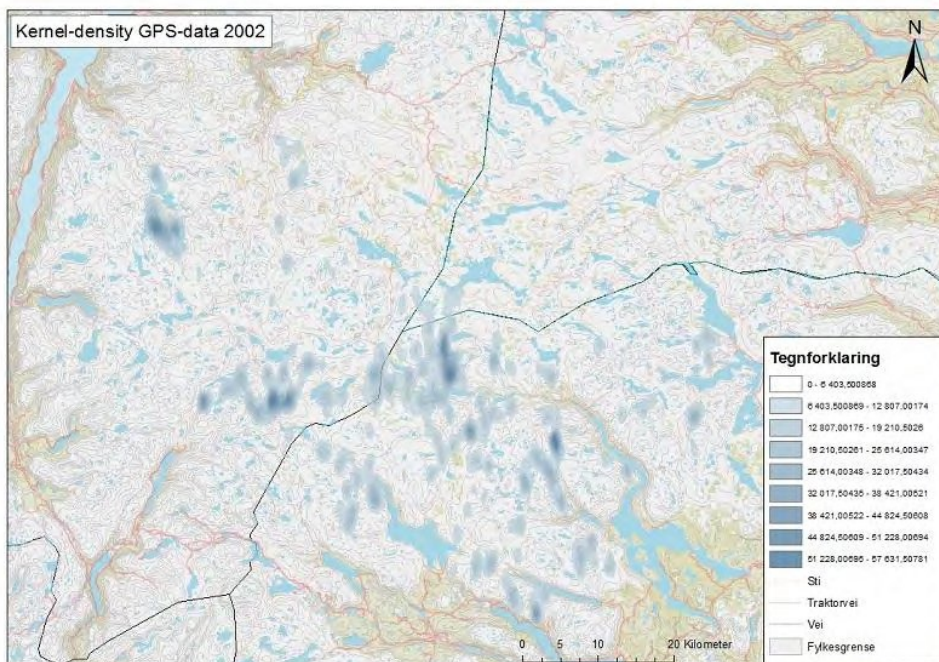 Kernel-density GPS-data 2002
N
Tegnforklaring
0 - 6 403,500868
6 403,500869 - 12 807,00174
12 807,00175 - 19 210,5026
19 210,50261 - 25 614,00347
25 614,00348 - 32 017,50434
32 017,50435 - 38 421,00521
38 421,00522 - 44 824,50608
44 824,50609 - 51 228,00694
51 228,00695 - 57 631,50781
Sti
Traktorvei
Vei
Fylkesgrense
0 5 10 20 Kilometer